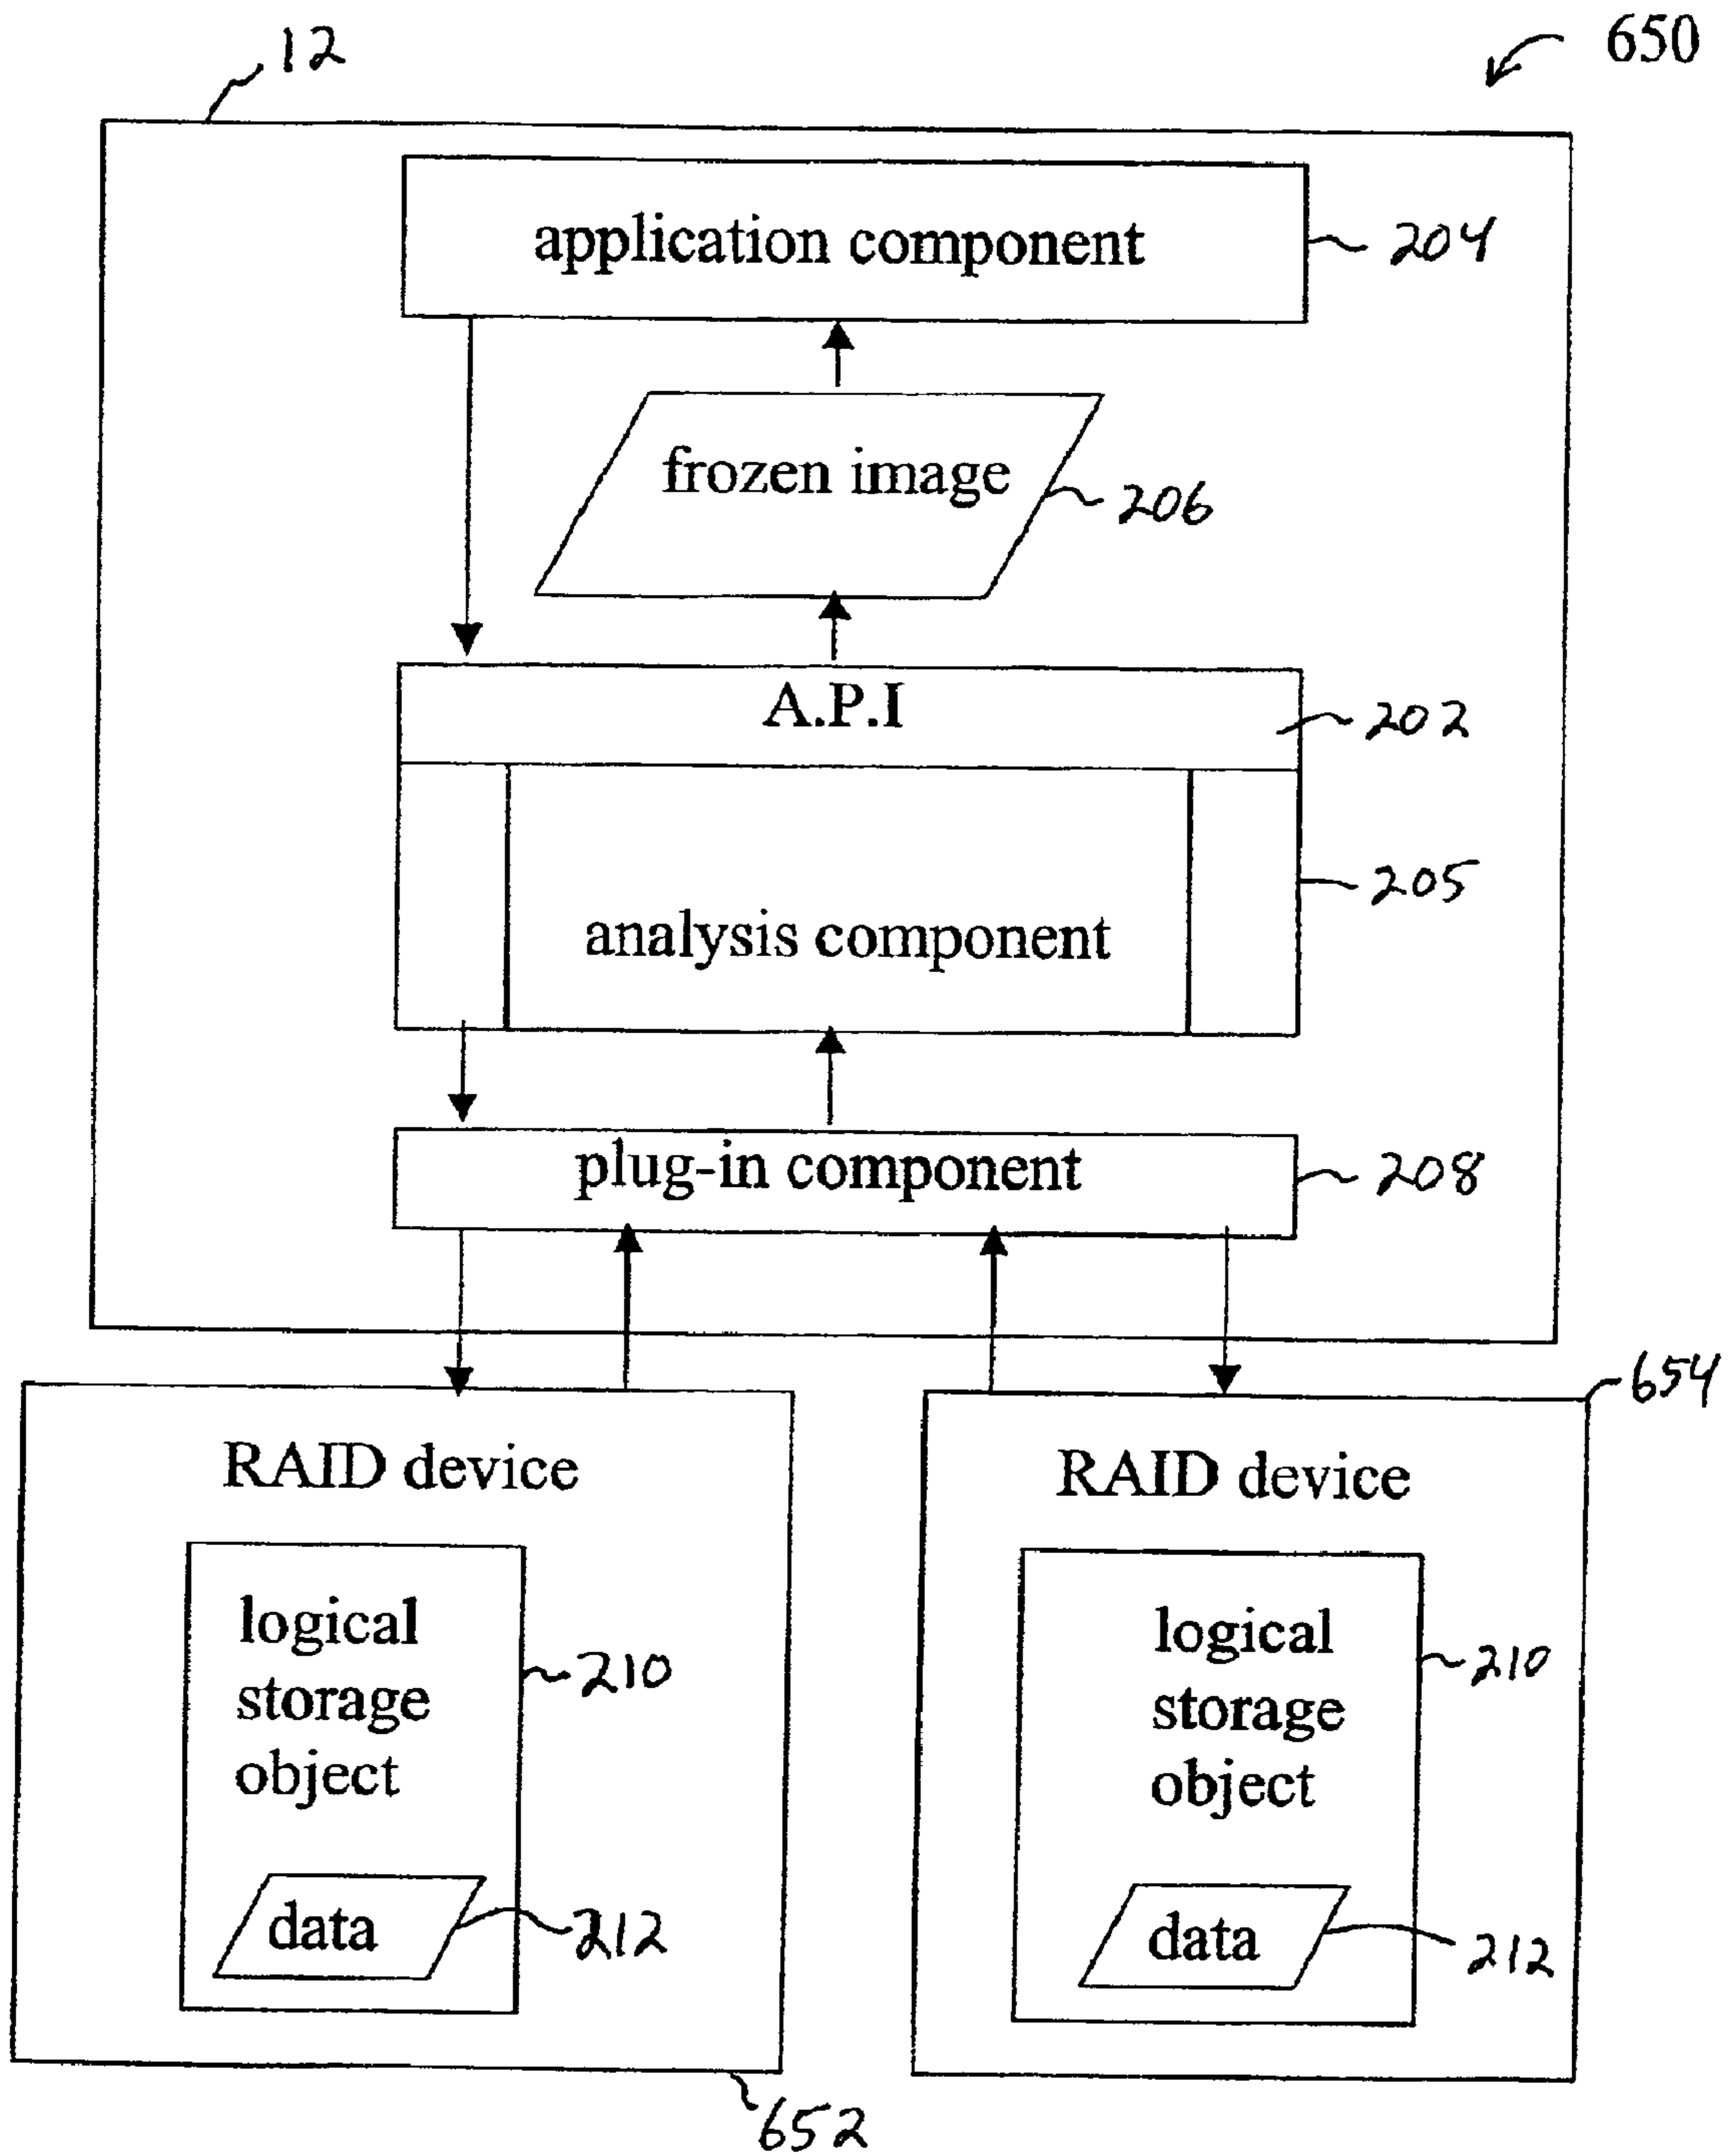 12
650
application component
204
frozen image
206
A.P.I
202
205
analysis component
plug-in component
208
654
RAID device
logical
storage
object
210
data
212
652
RAID device
logical
storage
object
210
data
212